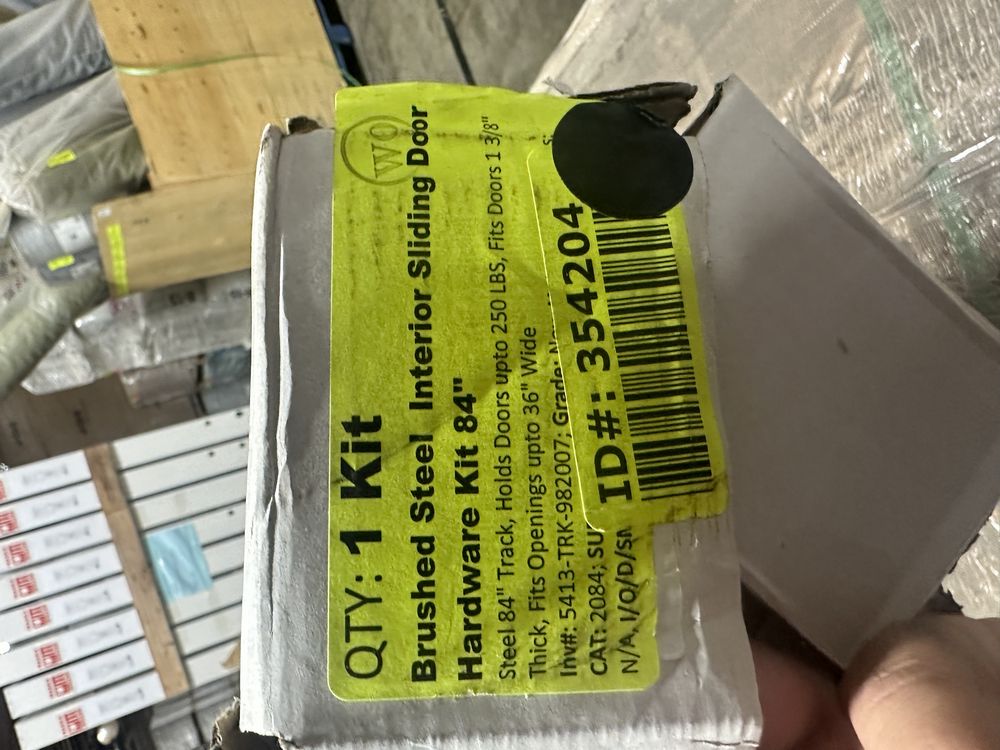 WO
QTY: 1 Kit
Brushed Steel Interior Sliding Door
Hardware Kit 84"
Steel 84" Track, Holds Doors upto 250 LBS, Fits Doors 1 3/8"
Thick, Fits Openings upto 36" Wide
Inv#: 5413-TRK-982007; Grade:
CAT: 2084; SU
N/A, I/O/D/SM
ID#: 354204